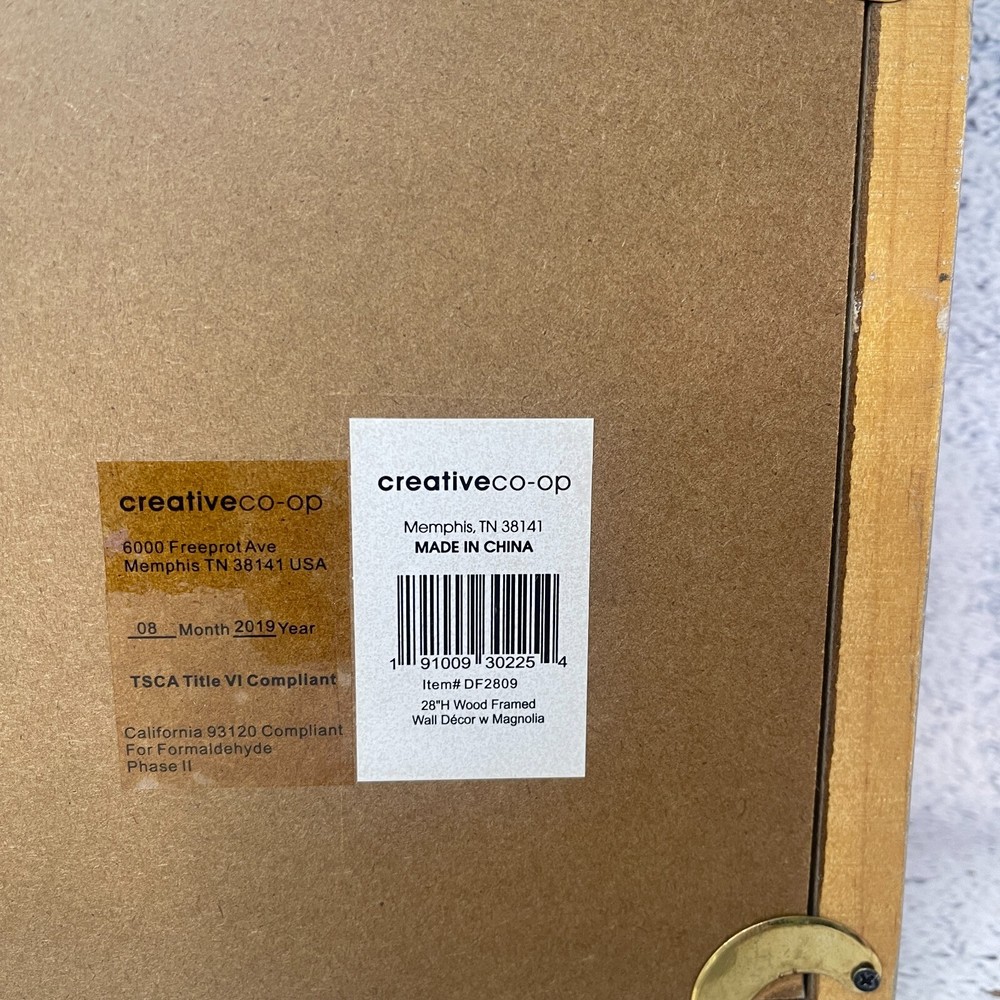 creativeco-op
6000 Freeprot Ave
Memphis TN 38141 USA
08 Month 2019 Year
TSCA Title VI Compliant
California 93120 Compliant
For Formaldehyde
Phase II
creativeco-op
Memphis, TN 38141
MADE IN CHINA
1 91009 30225 4
Item# DF2809
28"H Wood Framed
Wall Décor w Magnolia